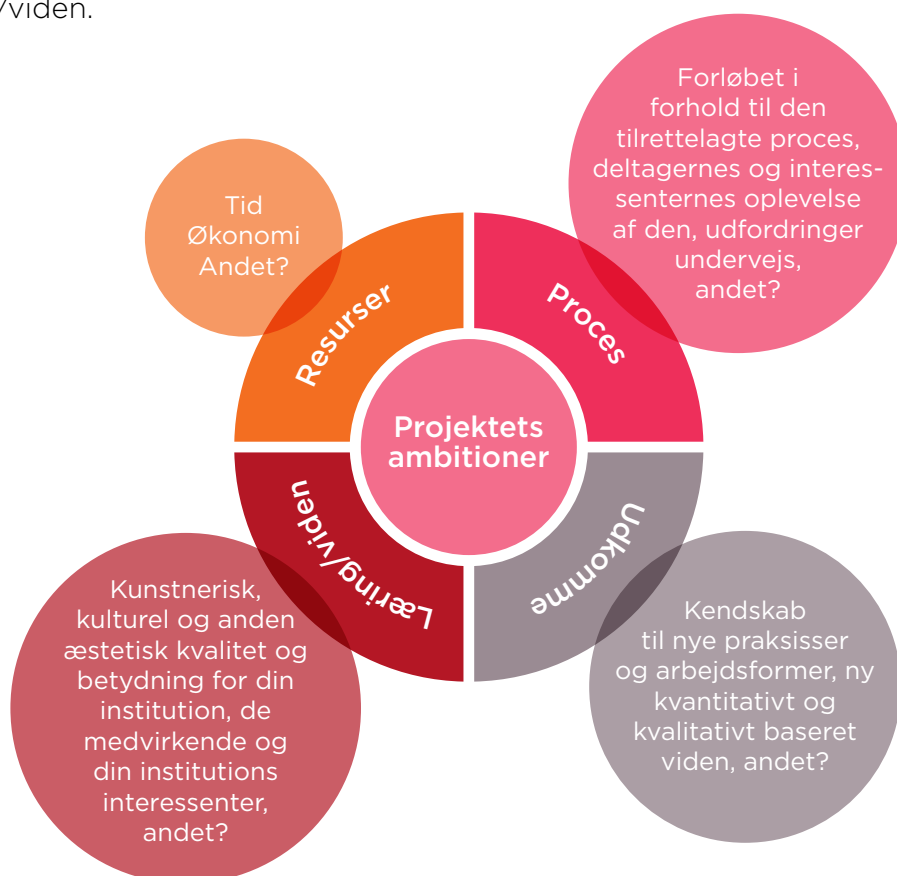 /viden.
Forløbet i
forhold til den
tilrettelagte proces,
deltagernes og interes-
senternes oplevelse
af den, udfordringer
undervejs,
andet?
Tid
Økonomi
Andet?
Resurser
Proces
Projektets
ambitioner
Læring/viden
Udkomme
Kunstnerisk,
kulturel og anden
æstetisk kvalitet og
betydning for din
institution, de
medvirkende og
din institutions
interessenter,
andet?
Kendskab
til nye praksisser
og arbejdsformer, ny
kvantitativt og
kvalitativt baseret
viden, andet?